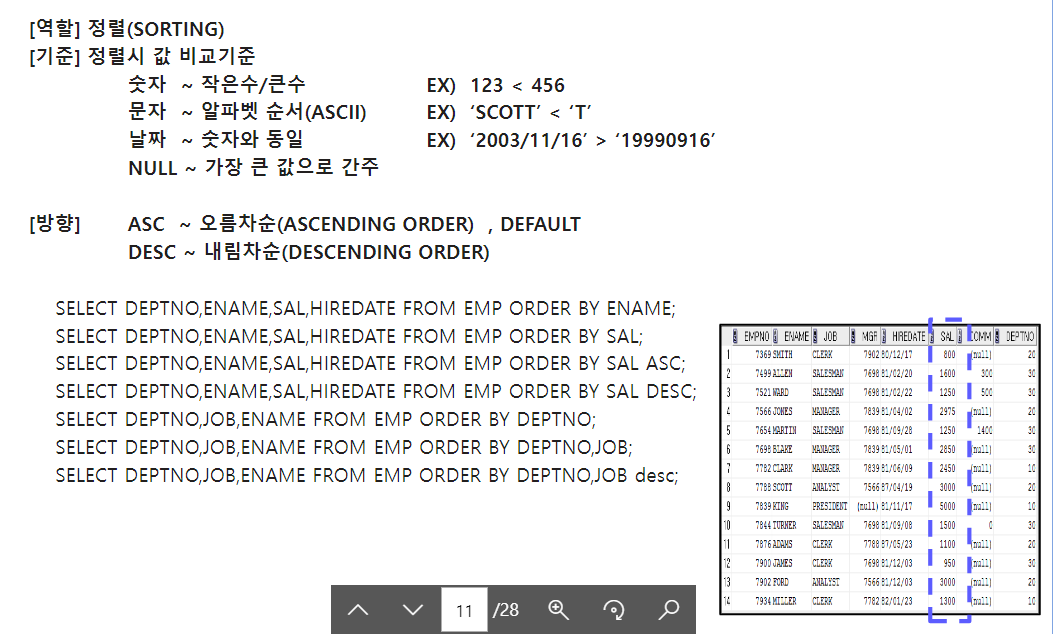 [역할] 정렬(SORTING)
[기준] 정렬시 값 비교기준
숫자 ~ 작은수/큰수 EX) 123 < 456
문자 ~ 알파벳 순서(ASCII) EX) ‘SCOTT’ < ‘T’
날짜 ~ 숫자와 동일 EX) ‘2003/11/16’ > ‘19990916’
NULL ~ 가장 큰 값으로 간주
[방향] ASC ~ 오름차순(ASCENDING ORDER) , DEFAULT
DESC ~ 내림차순(DESCENDING ORDER)
SELECT DEPTNO,ENAME,SAL,HIREDATE FROM EMP ORDER BY ENAME;
SELECT DEPTNO,ENAME,SAL,HIREDATE FROM EMP ORDER BY SAL;
SELECT DEPTNO,ENAME,SAL,HIREDATE FROM EMP ORDER BY SAL ASC;
SELECT DEPTNO,ENAME,SAL,HIREDATE FROM EMP ORDER BY SAL DESC;
SELECT DEPTNO,JOB,ENAME FROM EMP ORDER BY DEPTNO;
SELECT DEPTNO,JOB,ENAME FROM EMP ORDER BY DEPTNO,JOB;
SELECT DEPTNO,JOB,ENAME FROM EMP ORDER BY DEPTNO,JOB desc;
EMPNO ENAME JOB MGR HIREDATE SAL COMM DEPTNO
1 7369 SMITH CLERK 7902 80/12/17 800 (null) 20
2 7499 ALLEN SALESMAN 7698 81/02/20 1600 300 30
3 7521 WARD SALESMAN 7698 81/02/22 1250 500 30
4 7566 JONES MANAGER 7839 81/04/02 2975 (null) 20
5 7654 MARTIN SALESMAN 7698 81/09/28 1250 1400 30
6 7698 BLAKE MANAGER 7839 81/05/01 2850 (null) 30
7 7782 CLARK MANAGER 7839 81/06/09 2450 (null) 10
8 7788 SCOTT ANALYST 7566 87/04/19 3000 (null) 20
9 7839 KING PRESIDENT (null) 81/11/17 5000 (null) 10
10 7844 TURNER SALESMAN 7698 81/09/08 1500 0 30
11 7876 ADAMS CLERK 7788 87/05/23 1100 (null) 20
12 7900 JAMES CLERK 7698 81/12/03 950 (null) 30
13 7902 FORD ANALYST 7566 81/12/03 3000 (null) 20
14 7934 MILLER CLERK 7782 82/01/23 1300 (null) 10
11 /28